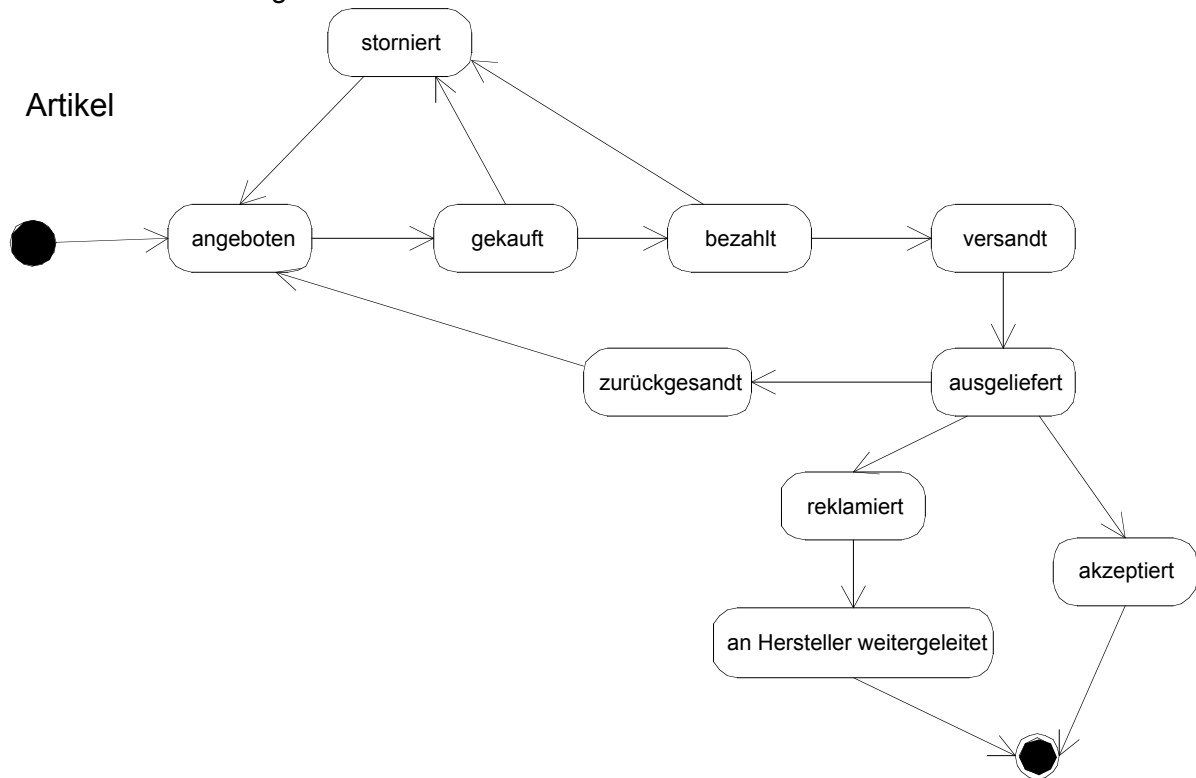 storniert
Artikel
angeboten
gekauft
bezahlt
versandt
zurückgesandt
ausgeliefert
reklamiert
akzeptiert
an Hersteller weitergeleitet